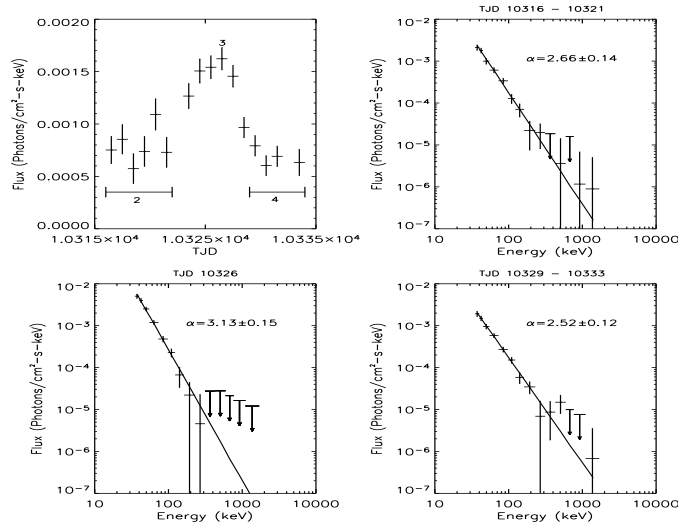 0.0020
0.0015
0.0010
0.0005
0.0000
Flux (Photons/cm²-s-keV)
3
2
4
1.0315×10⁴
1.0325×10⁴
1.0335×10⁴
TJD
TJD 10316 - 10321
10⁻²
10⁻³
10⁻⁴
10⁻⁵
10⁻⁶
10⁻⁷
Flux (Photons/cm²-s-keV)
α=2.66±0.14
10
100
1000
10000
Energy (keV)
TJD 10326
10⁻²
10⁻³
10⁻⁴
10⁻⁵
10⁻⁶
10⁻⁷
Flux (Photons/cm²-s-keV)
α=3.13±0.15
10
100
1000
10000
Energy (keV)
TJD 10329 - 10333
10⁻²
10⁻³
10⁻⁴
10⁻⁵
10⁻⁶
10⁻⁷
Flux (Photons/cm²-s-keV)
α=2.52±0.12
10
100
1000
10000
Energy (keV)